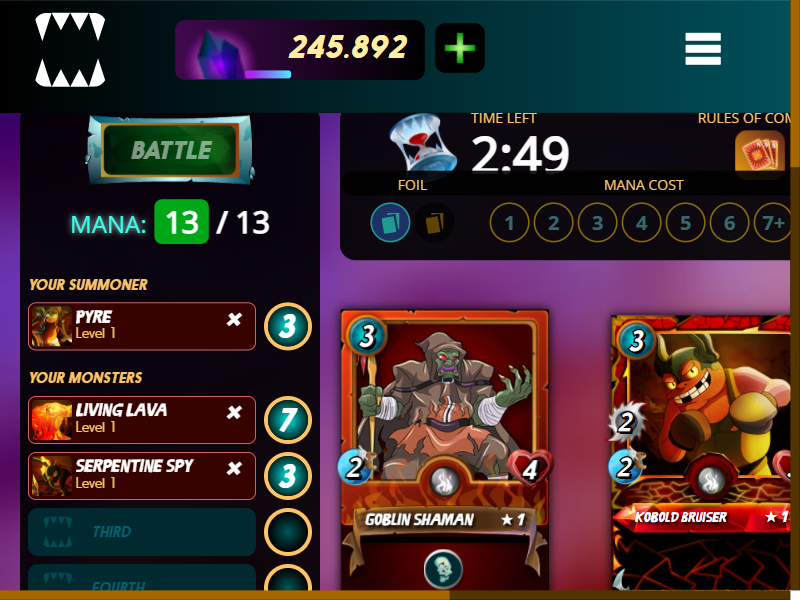 245.892
BATTLE
MANA: 13 / 13
YOUR SUMMONER
PYRE
Level 1
3
YOUR MONSTERS
LIVING LAVA
Level 1
7
SERPENTINE SPY
Level 1
3
THIRD
FOURTH
TIME LEFT
2:49
RULES OF COM
FOIL
MANA COST
1 2 3 4 5 6 7+
3
2
4
GOBLIN SHAMAN ★ 1
3
2
2
KOBOLD BRUISER ★ 1